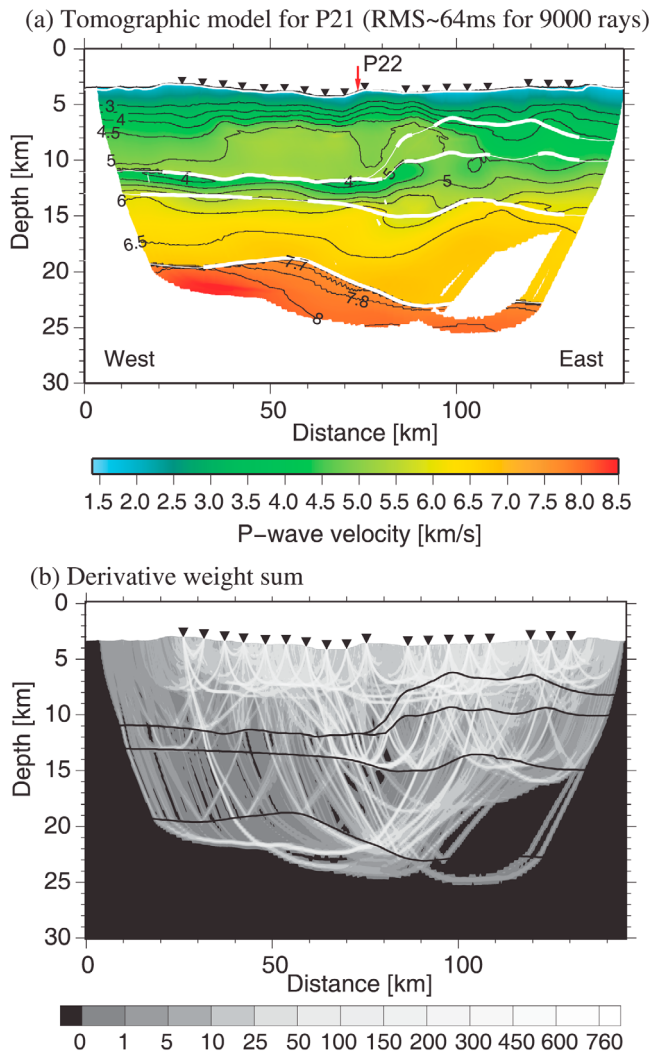 (a) Tomographic model for P21 (RMS~64ms for 9000 rays)
P22
0
5
10
15
20
25
30
Depth [km]
3
4
4.5
5
4
4
5
5
6
6.5
7.7
7.8
8
West
East
0
50
100
Distance [km]
1.5 2.0 2.5 3.0 3.5 4.0 4.5 5.0 5.5 6.0 6.5 7.0 7.5 8.0 8.5
P-wave velocity [km/s]
(b) Derivative weight sum
0
5
10
15
20
25
30
Depth [km]
0
50
100
Distance [km]
0 1 5 10 25 50 100 150 200 300 450 600 760